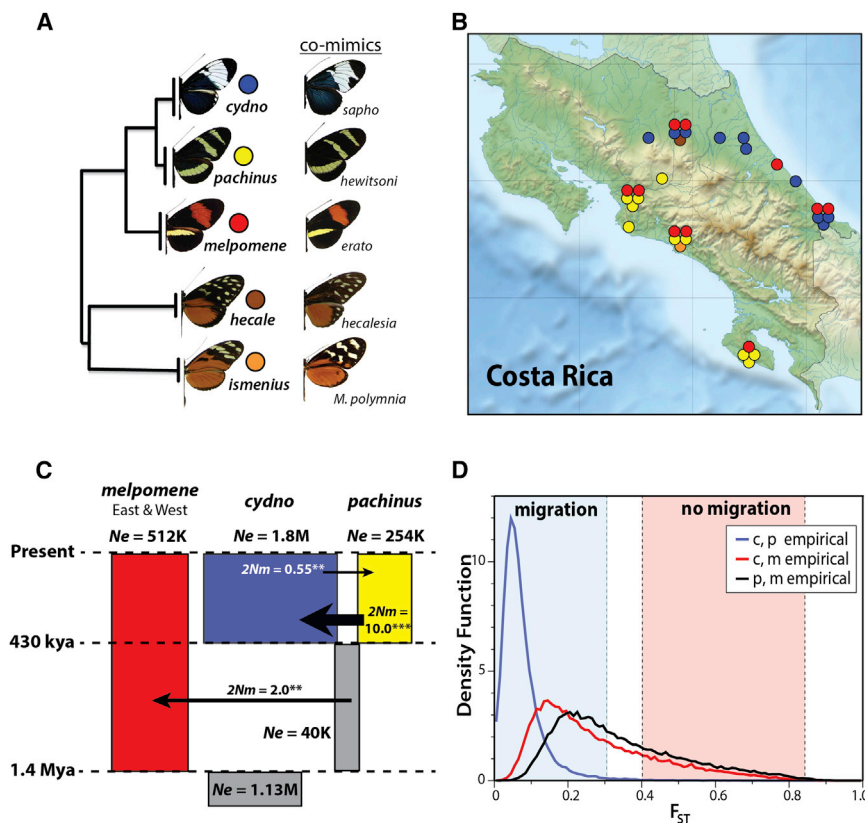 A
co-mimics
cydno
sapho
pachinus
hewitsoni
melpomene
erato
hecale
hecalesia
ismenius
M. polymnia
B
Costa Rica
C
melpomene
East & West
cydno
pachinus
Ne = 512K
Ne = 1.8M
Ne = 254K
Present
2Nm = 0.55**
2Nm =
10.0***
430 kya
2Nm = 2.0**
Ne = 40K
1.4 Mya
Ne = 1.13M
D
migration
no migration
c, p empirical
c, m empirical
p, m empirical
Density Function
10
5
0
0
0.2
0.4
0.6
0.8
1.0
FST